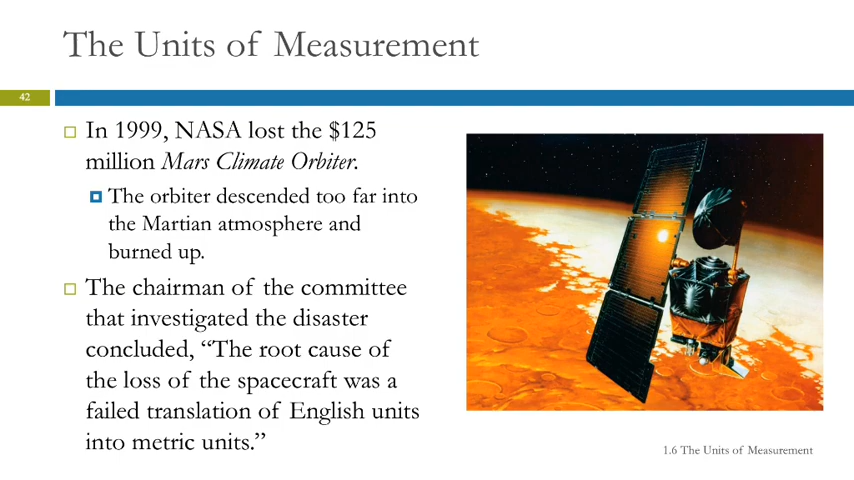 The Units of Measurement
42
In 1999, NASA lost the $125
million Mars Climate Orbiter.
The orbiter descended too far into
the Martian atmosphere and
burned up.
The chairman of the committee
that investigated the disaster
concluded, “The root cause of
the loss of the spacecraft was a
failed translation of English units
into metric units.”
1.6 The Units of Measurement